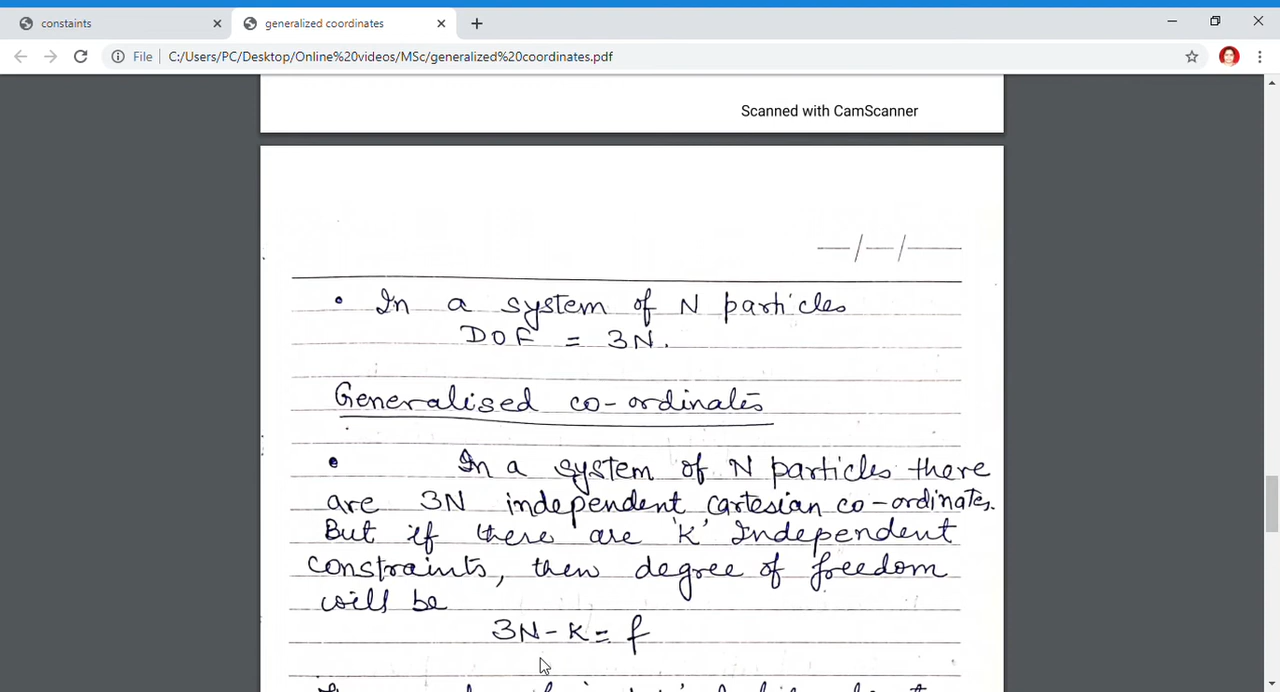 constaints
generalized coordinates
File
C:/Users/PC/Desktop/Online%20videos/MSc/generalized%20coordinates.pdf
Scanned with CamScanner
—/—/—
• In a system of N particles
DOF = 3N.
Generalised co-ordinates
• In a system of N particles there
are 3N independent cartesian co-ordinates.
But if there are 'K' Independent
constraints, then degree of freedom
will be
3N-K= f